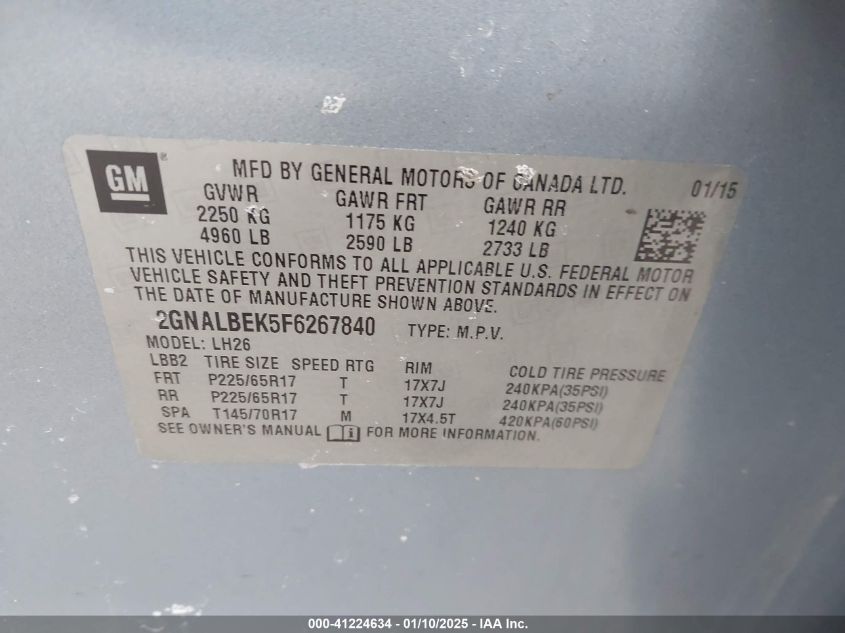 GM ® MFD BY GENERAL MOTORS OF CANADA LTD. 01/15
GVWR GAWR FRT GAWR RR
2250 KG 1175 KG 1240 KG
4960 LB 2590 LB 2733 LB
THIS VEHICLE CONFORMS TO ALL APPLICABLE U.S. FEDERAL MOTOR
VEHICLE SAFETY AND THEFT PREVENTION STANDARDS IN EFFECT ON
THE DATE OF MANUFACTURE SHOWN ABOVE.
2GNALBEK5F6267840 TYPE: M.P.V.
MODEL: LH26
LBB2 TIRE SIZE SPEED RTG RIM COLD TIRE PRESSURE
FRT P225/65R17 T 17X7J 240KPA(35PSI)
RR P225/65R17 T 17X7J 240KPA(35PSI)
SPA T145/70R17 M 17X4.5T 420KPA(60PSI)
SEE OWNER'S MANUAL FOR MORE INFORMATION.
000-41224634 - 01/10/2025 - IAA Inc.